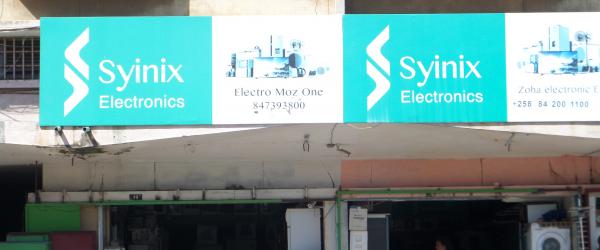 Syinix
Electronics
Electro Moz One
847393800
Syinix
Electronics
Zoha electronic E
+258 84 200 1100